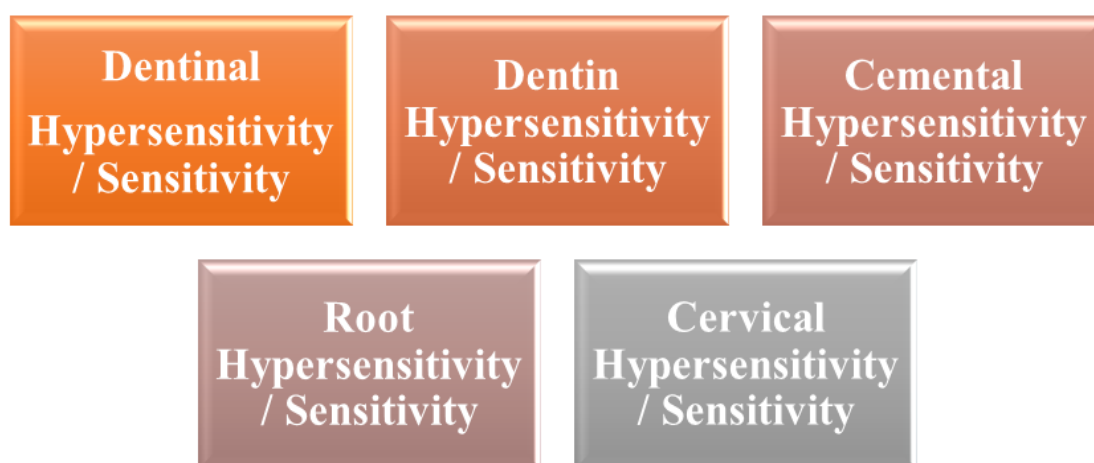 Dentinal
Hypersensitivity
/ Sensitivity
Dentin
Hypersensitivity
/ Sensitivity
Cemental
Hypersensitivity
/ Sensitivity
Root
Hypersensitivity
/ Sensitivity
Cervical
Hypersensitivity
/ Sensitivity